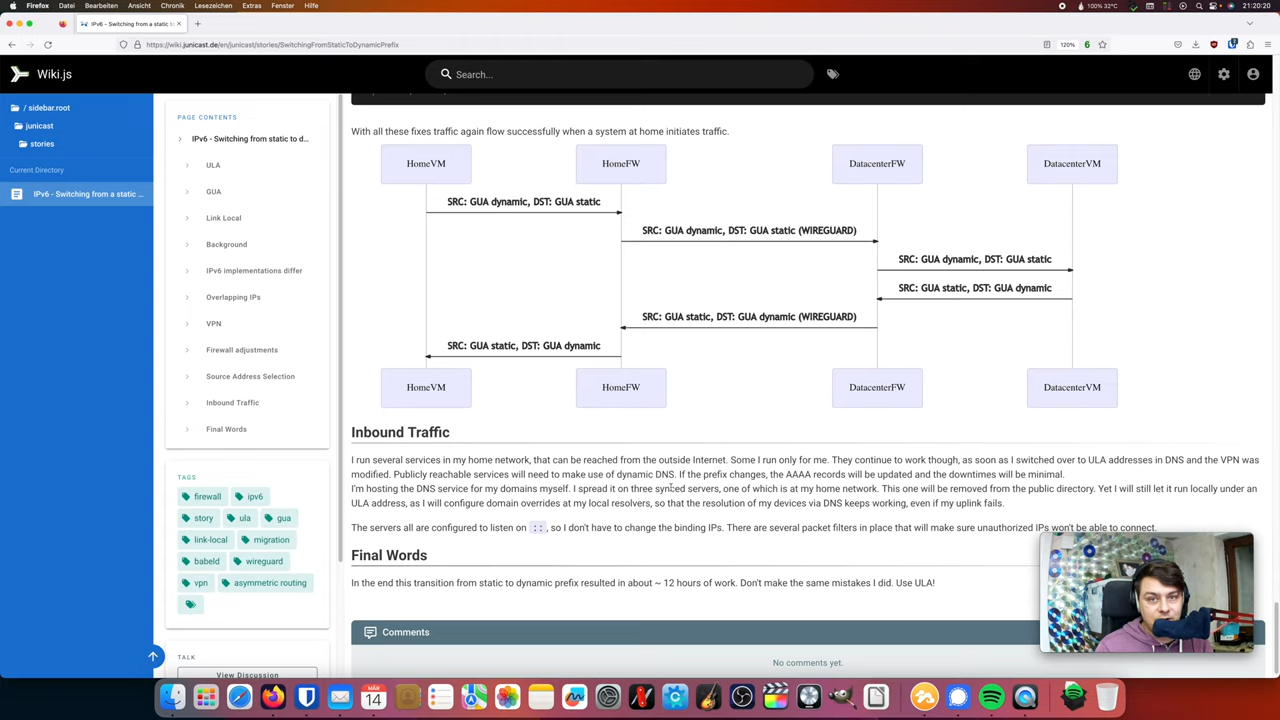 Firefox Datei Bearbeiten Ansicht Chronik Lesezeichen Extras Fenster Hilfe
100% 32°C
21:20:20
IPv6 - Switching from a static t
https://wiki.junicast.de/en/junicast/stories/SwitchingFromStaticToDynamicPrefix
120%
6
Wiki.js
Search...
/ sidebar.root
junicast
stories
Current Directory
IPv6 - Switching from a static ...
PAGE CONTENTS
IPv6 - Switching from static to d...
ULA
GUA
Link Local
Background
IPv6 implementations differ
Overlapping IPs
VPN
Firewall adjustments
Source Address Selection
Inbound Traffic
Final Words
TAGS
firewall ipv6
story ula gua
link-local migration
babeld wireguard
vpn asymmetric routing
TALK
View Discussion
With all these fixes traffic again flow successfully when a system at home initiates traffic.
HomeVM HomeFW DatacenterFW DatacenterVM
SRC: GUA dynamic, DST: GUA static
SRC: GUA dynamic, DST: GUA static (WIREGUARD)
SRC: GUA dynamic, DST: GUA static
SRC: GUA static, DST: GUA dynamic
SRC: GUA static, DST: GUA dynamic (WIREGUARD)
SRC: GUA static, DST: GUA dynamic
HomeVM HomeFW DatacenterFW DatacenterVM
Inbound Traffic
I run several services in my home network, that can be reached from the outside Internet. Some I run only for me. They continue to work though, as soon as I switched over to ULA addresses in DNS and the VPN was
modified. Publicly reachable services will need to make use of dynamic DNS. If the prefix changes, the AAAA records will be updated and the downtimes will be minimal.
I'm hosting the DNS service for my domains myself. I spread it on three synced servers, one of which is at my home network. This one will be removed from the public directory. Yet I will still let it run locally under an
ULA address, as I will configure domain overrides at my local resolvers, so that the resolution of my devices via DNS keeps working, even if my uplink fails.
The servers all are configured to listen on :: , so I don't have to change the binding IPs. There are several packet filters in place that will make sure unauthorized IPs won't be able to connect.
Final Words
In the end this transition from static to dynamic prefix resulted in about ~ 12 hours of work. Don't make the same mistakes I did. Use ULA!
Comments
No comments yet.
MÄR
14